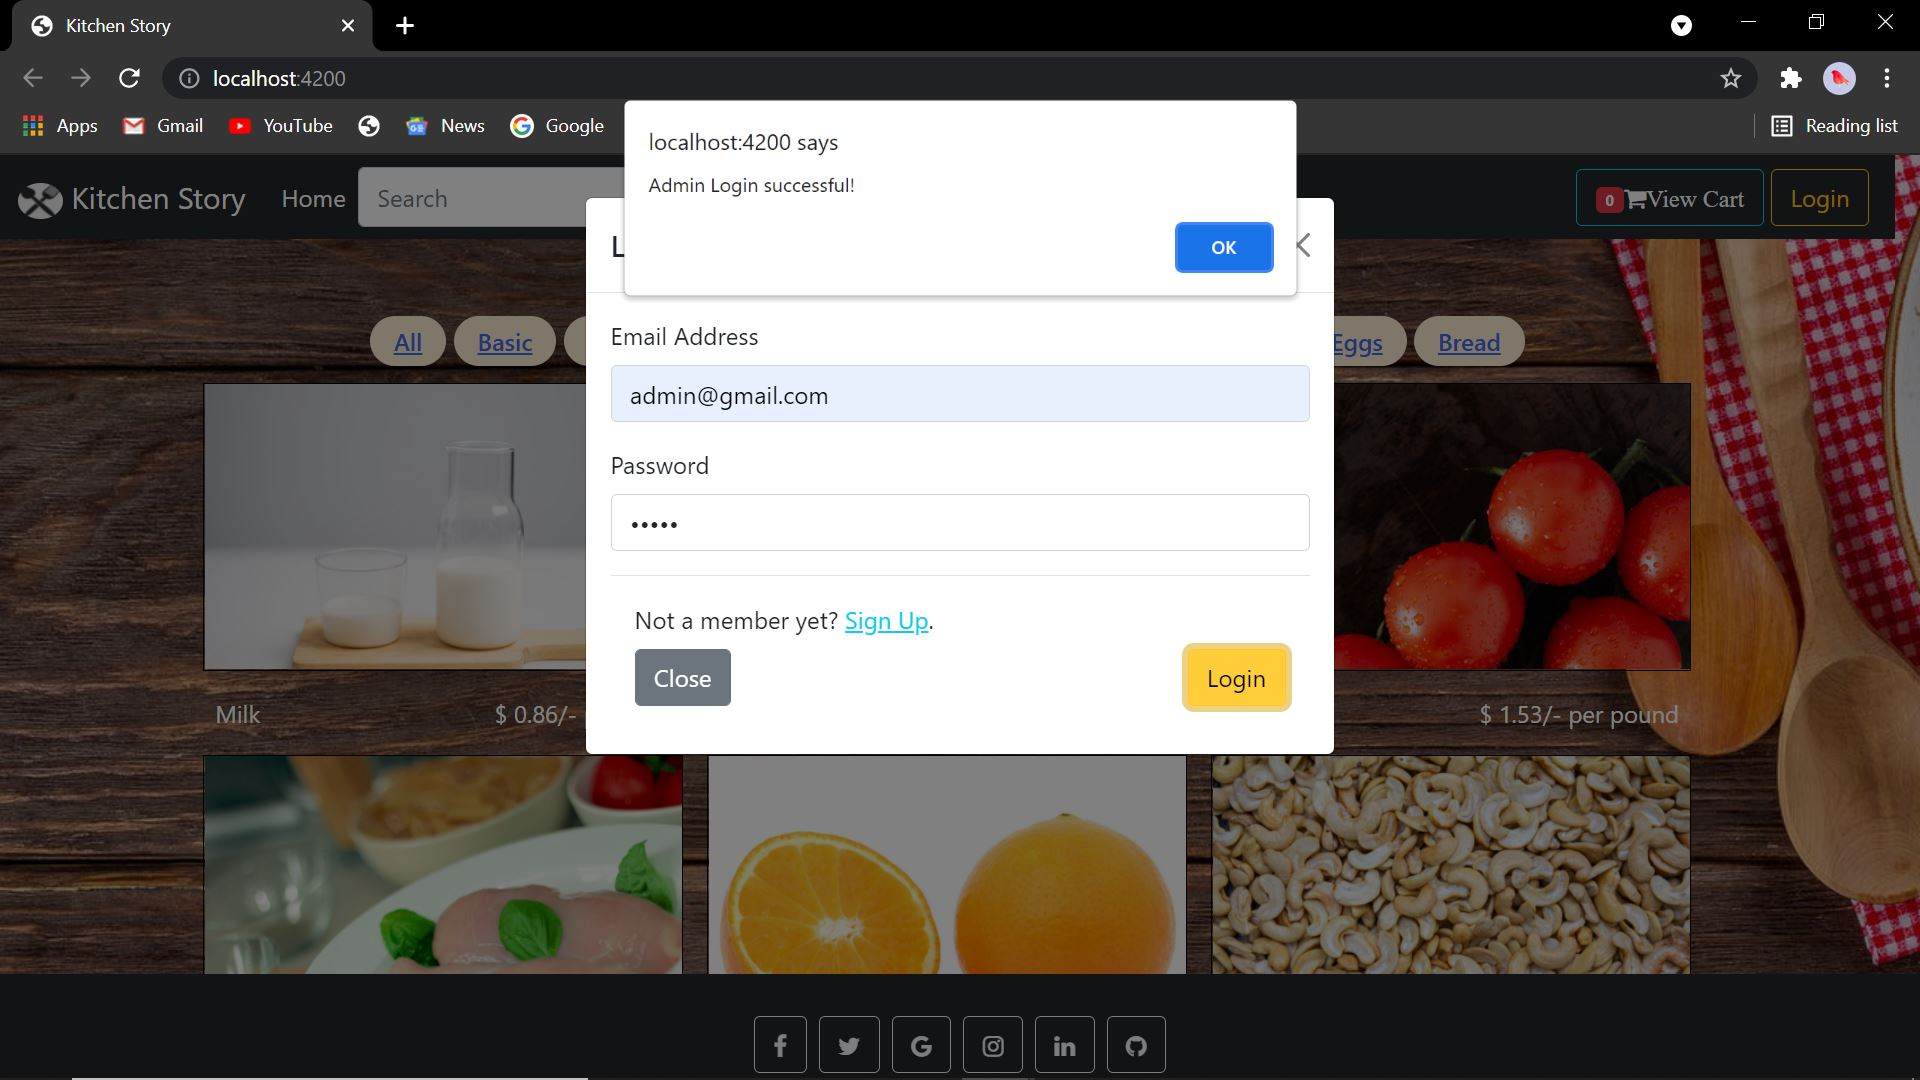 Kitchen Story
localhost:4200
Apps
Gmail
YouTube
News
Google
Reading list
localhost:4200 says
Admin Login successful!
OK
Kitchen Story
Home
Search
0 View Cart
Login
All
Basic
Eggs
Bread
Email Address
admin@gmail.com
Password
•••••
Not a member yet? Sign Up.
Close
Login
Milk
$ 0.86/-
$ 1.53/- per pound